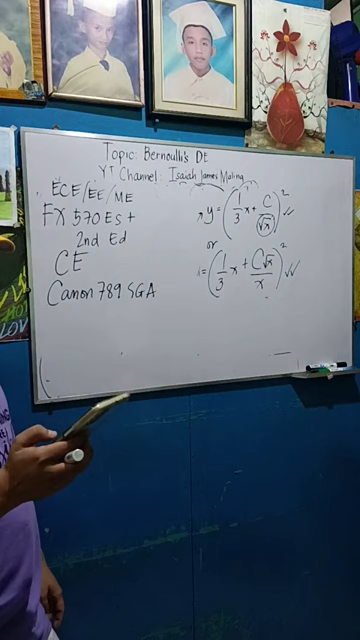 Topic: Bernoulli's DE
YT Channel: Isaiah James Maling
ECE/EE/ME
FX 570 ES +
2nd Ed
CE
Canon 789 SGA
y = (1/3 x + C/√x)²
or
= (1/3 x + C√x/x)²